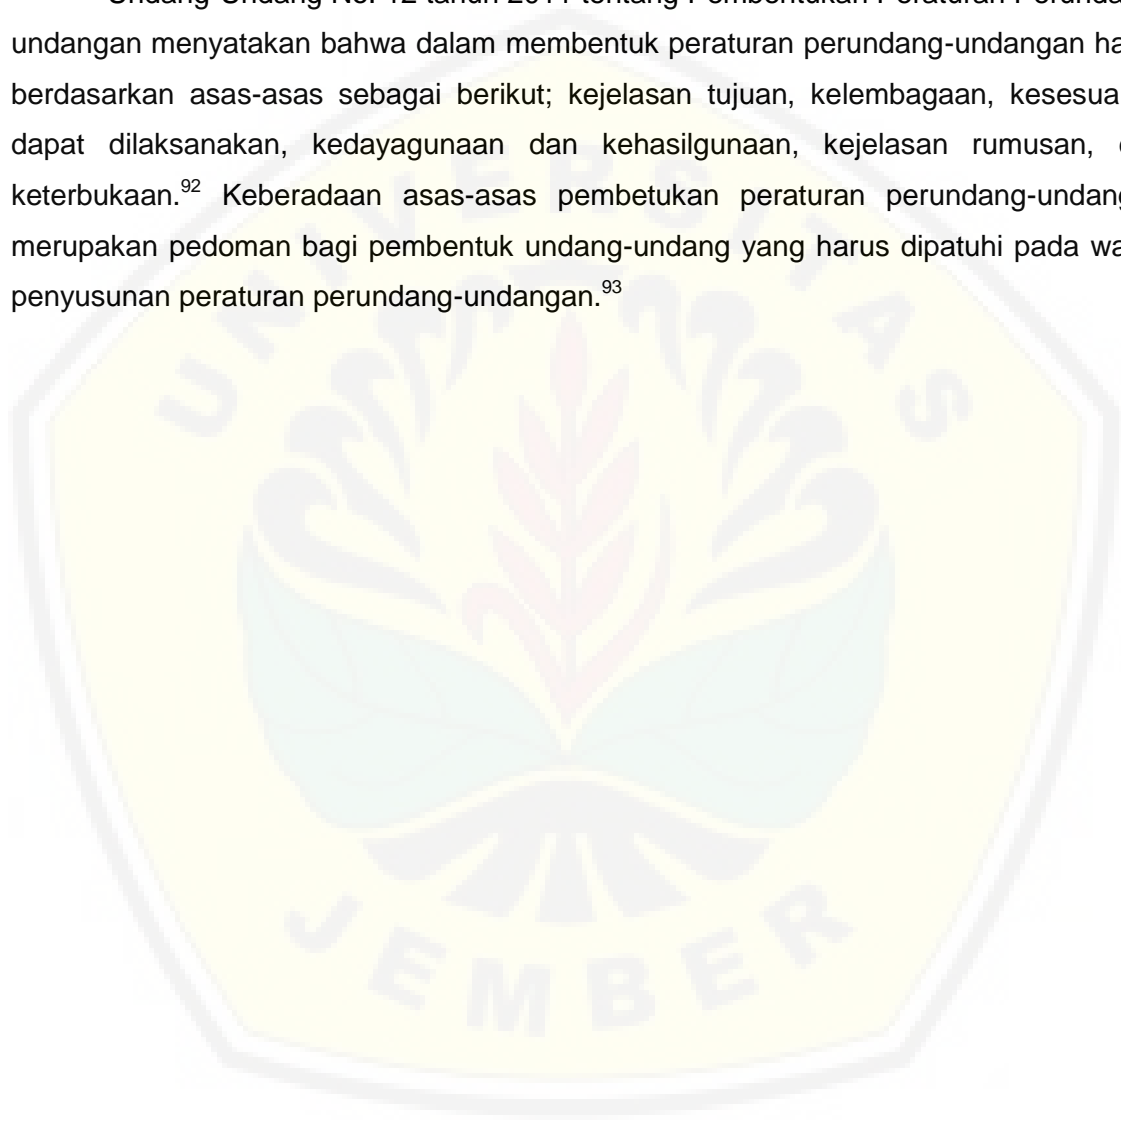 undangan menyatakan bahwa dalam membentuk peraturan perundang-undangan
berdasarkan asas-asas sebagai berikut; kejelasan tujuan, kelembagaan,
dapat dilaksanakan, kedayagunaan dan kehasilgunaan, kejelasan rumusan,
keterbukaan.⁹² Keberadaan asas-asas pembetukan peraturan
merupakan pedoman bagi pembentuk undang-undang yang harus dipatuhi pada
penyusunan peraturan perundang-undangan.⁹³
UNIVERSITAS
JEMBER